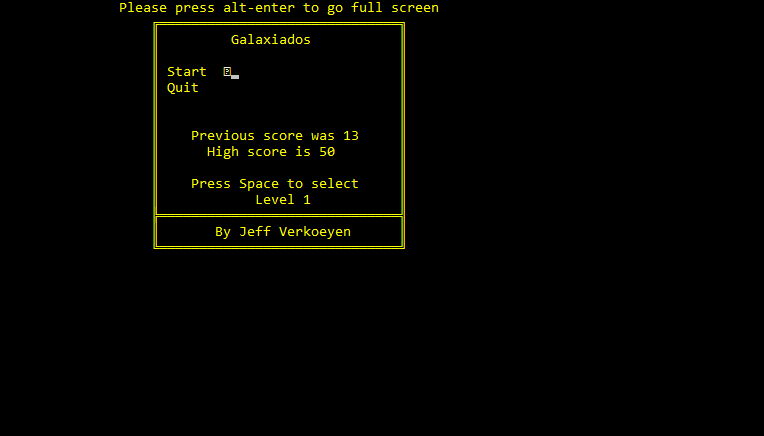 Please press alt-enter to go full screen
Galaxiados
Start
Quit
Previous score was 13
High score is 50
Press Space to select
Level 1
By Jeff Verkoeyen